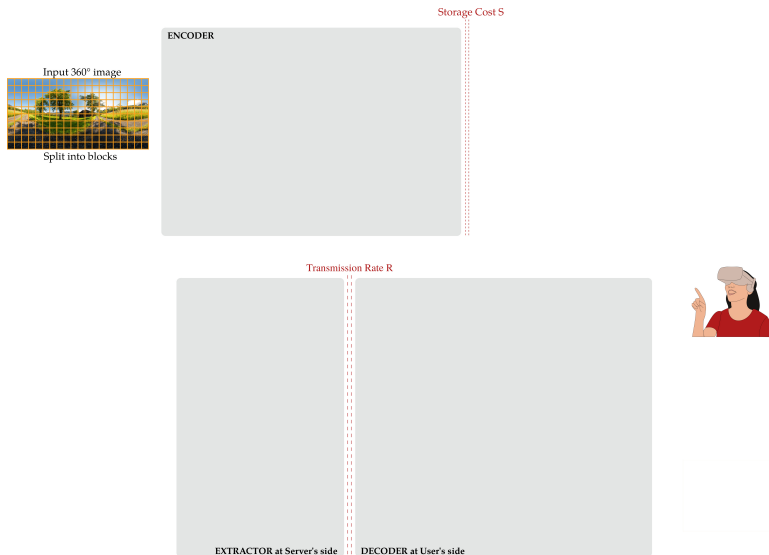 Storage Cost S
ENCODER
Input 360° image
Split into blocks
Transmission Rate R
EXTRACTOR at Server's side
DECODER at User's side